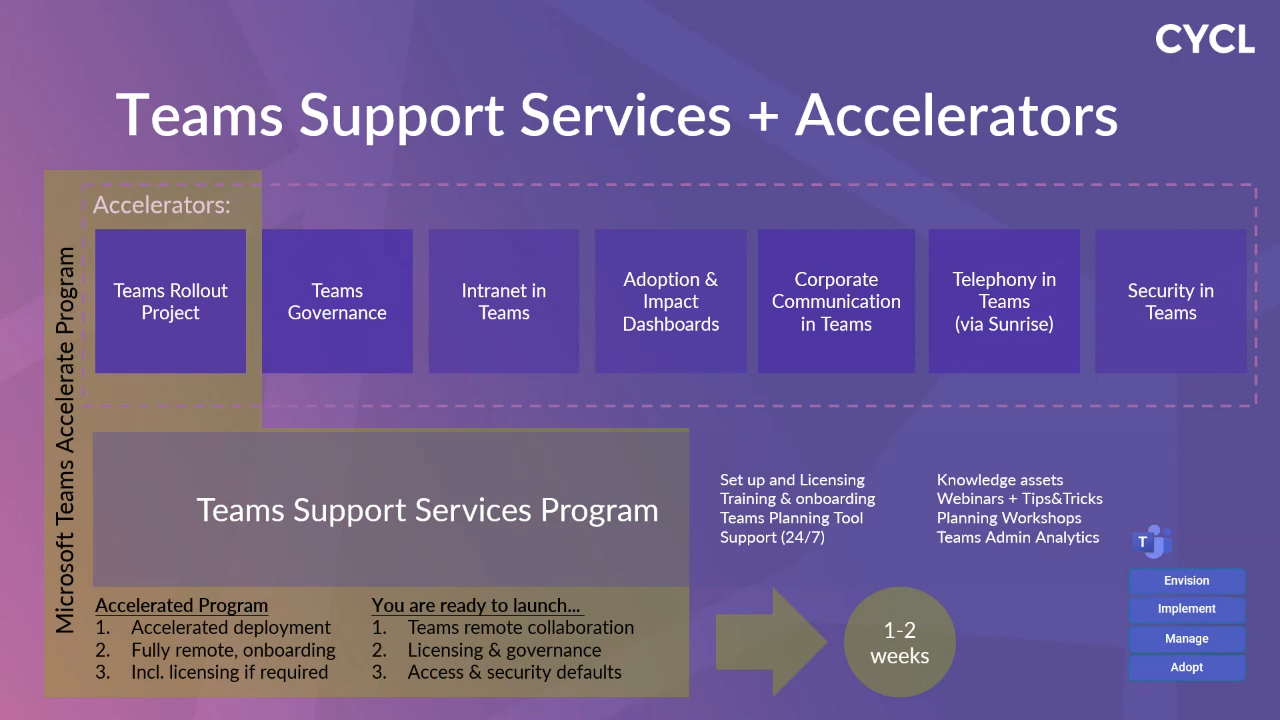 CYCL
Teams Support Services + Accelerators
Microsoft Teams Accelerate Program
Accelerators:
Teams Rollout
Project
Teams
Governance
Intranet in
Teams
Adoption &
Impact
Dashboards
Corporate
Communication
in Teams
Telephony in
Teams
(via Sunrise)
Security in
Teams
Teams Support Services Program
Set up and Licensing
Training & onboarding
Teams Planning Tool
Support (24/7)
Knowledge assets
Webinars + Tips&Tricks
Planning Workshops
Teams Admin Analytics
Accelerated Program
1. Accelerated deployment
2. Fully remote, onboarding
3. Incl. licensing if required
You are ready to launch...
1. Teams remote collaboration
2. Licensing & governance
3. Access & security defaults
1-2
weeks
T
Envision
Implement
Manage
Adopt